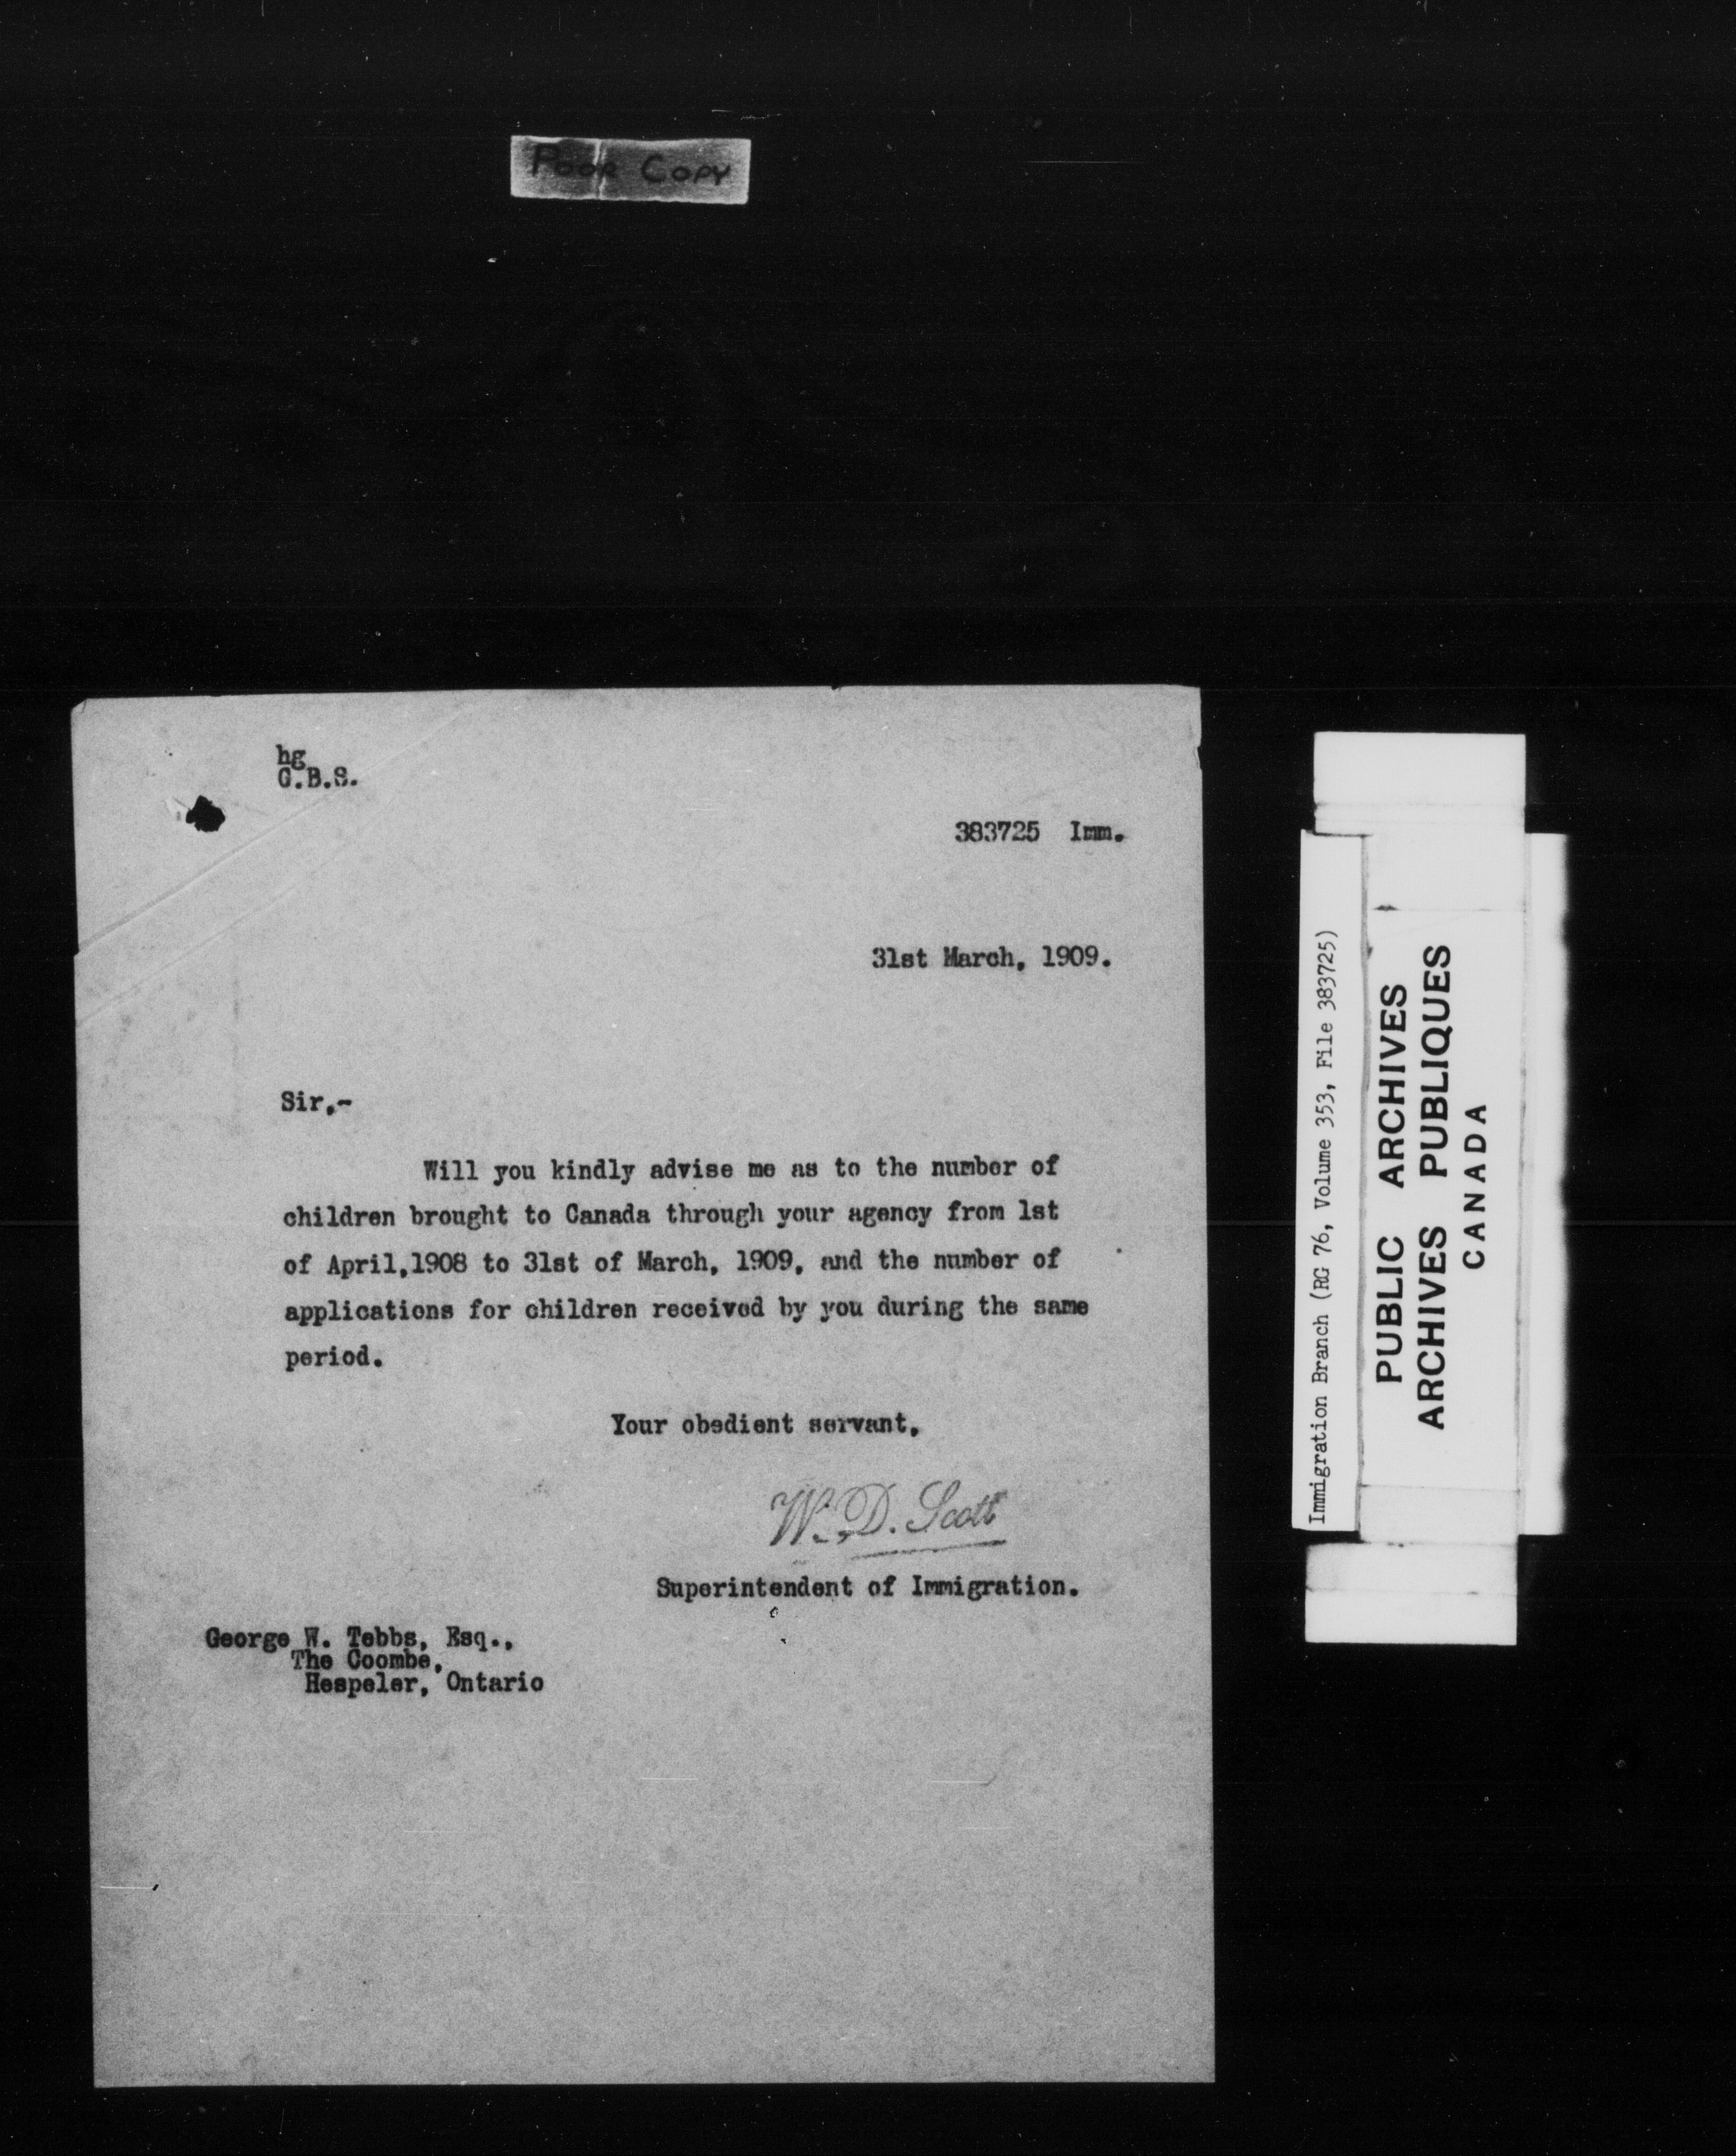 POOR COPY
hg
G.B.S.
383725 Imm.
31st March, 1909.
Sir,-
Will you kindly advise me as to the number of
children brought to Canada through your agency from 1st
of April,1908 to 31st of March, 1909, and the number of
applications for children received by you during the same
period.
Your obedient servant,
W. D. Scott
Superintendent of Immigration.
George W. Tebbs, Esq.,
The Coombe,
Hespeler, Ontario
Immigration Branch (RG 76, Volume 353, File 383725)
PUBLIC ARCHIVES
ARCHIVES PUBLIQUES
CANADA